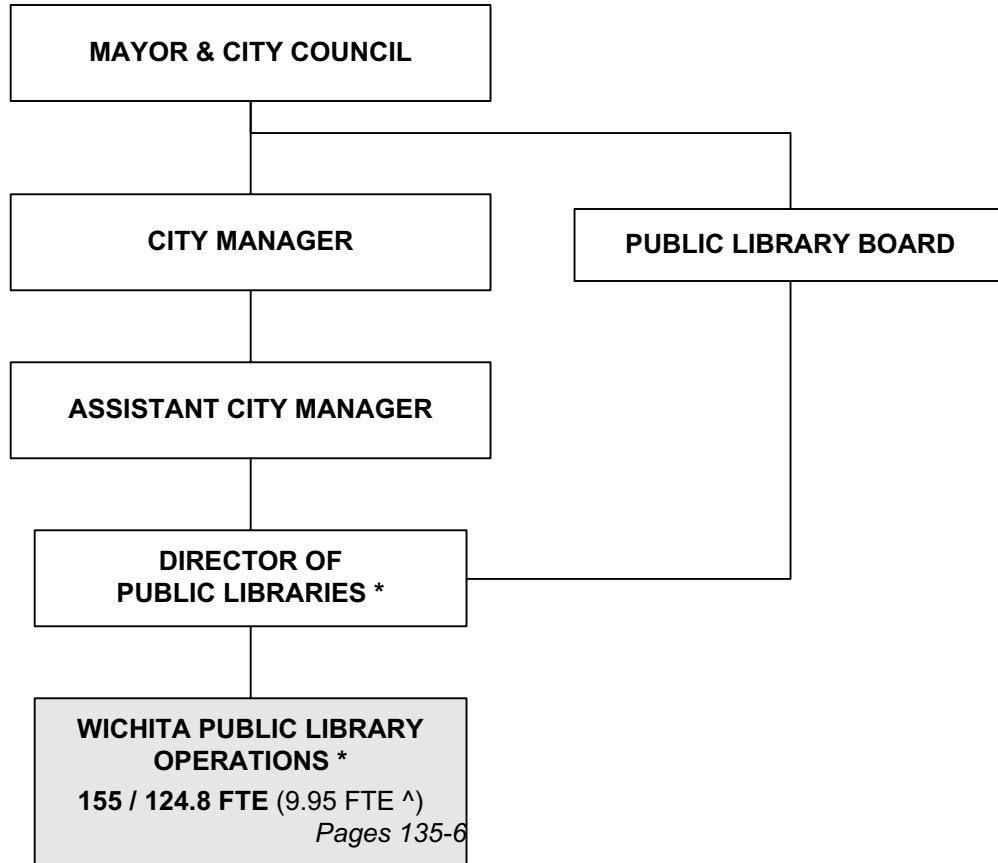 MAYOR & CITY COUNCIL
CITY MANAGER
PUBLIC LIBRARY BOARD
ASSISTANT CITY MANAGER
DIRECTOR OF
PUBLIC LIBRARIES *
WICHITA PUBLIC LIBRARY
OPERATIONS *
155 / 124.8 FTE (9.95 FTE ^)
Pages 135-6